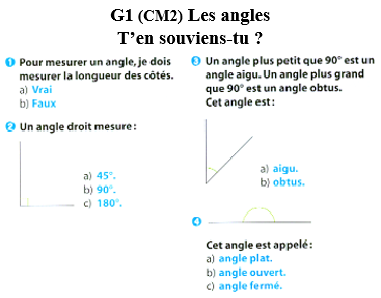 G1 (CM2) Les angles
T'en souviens-tu ?
1 Pour mesurer un angle, je dois
mesurer la longueur des côtés.
a) Vrai
b) Faux
2 Un angle droit mesure :
a) 45°.
b) 90°.
c) 180°.
3 Un angle plus petit que 90° est un
angle aigu. Un angle plus grand
que 90° est un angle obtus.
Cet angle est :
a) aigu.
b) obtus.
4
Cet angle est appelé :
a) angle plat.
b) angle ouvert.
c) angle fermé.